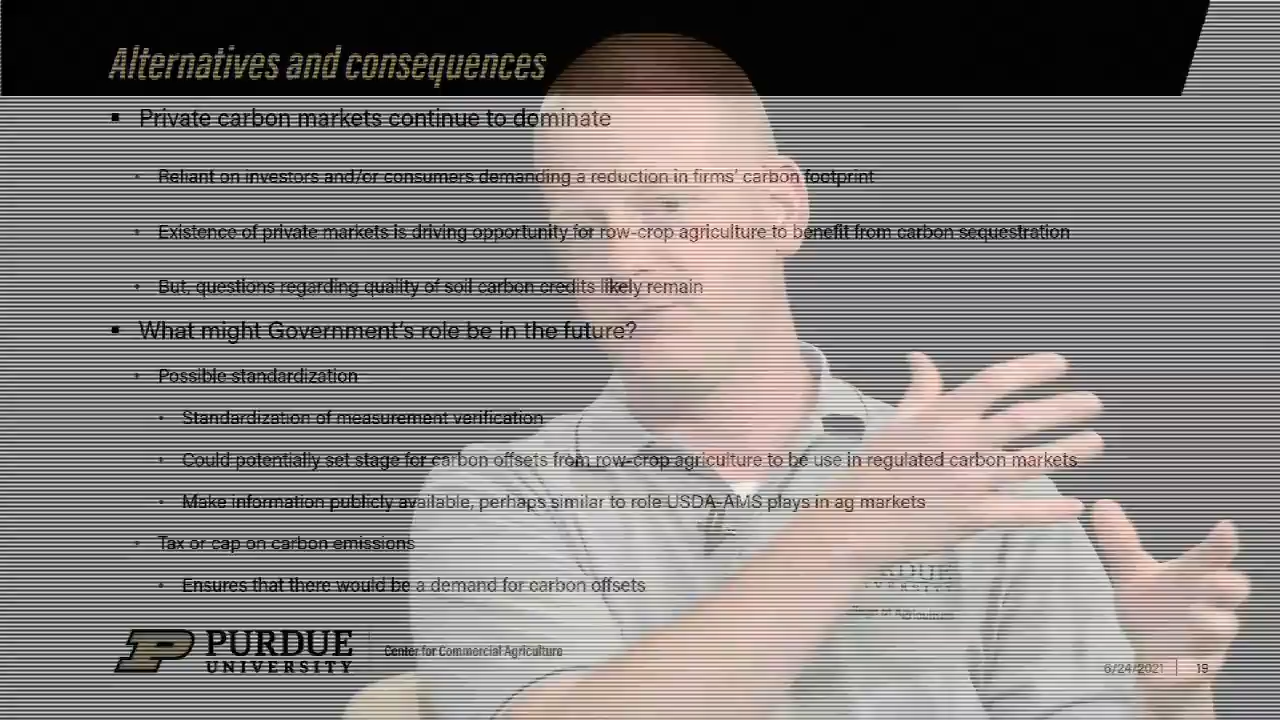 Alternatives and consequences
Private carbon markets continue to dominate
Reliant on investors and/or consumers demanding a reduction in firms' carbon footprint
Existence of private markets is driving opportunity for row-crop agriculture to benefit from carbon sequestration
But, questions regarding quality of soil carbon credits likely remain
What might Government's role be in the future?
Possible standardization
Standardization of measurement verification
Could potentially set stage for carbon offsets from row-crop agriculture to be use in regulated carbon markets
Make information publicly available, perhaps similar to role USDA-AMS plays in ag markets
Tax or cap on carbon emissions
Ensures that there would be a demand for carbon offsets
PURDUE
UNIVERSITY
Center for Commercial Agriculture
6/24/2021 | 19
of Agriculture